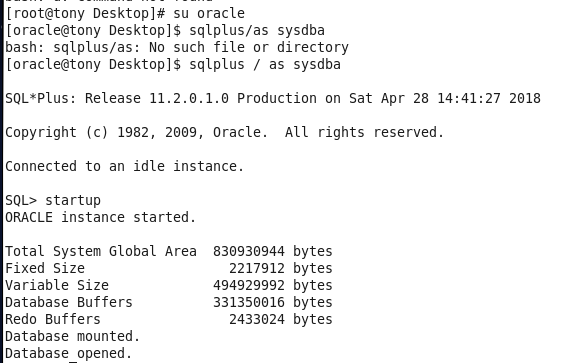 [root@tony Desktop]# su oracle
[oracle@tony Desktop]$ sqlplus/as sysdba
bash: sqlplus/as: No such file or directory
[oracle@tony Desktop]$ sqlplus / as sysdba
SQL*Plus: Release 11.2.0.1.0 Production on Sat Apr 28 14:41:27 2018
Copyright (c) 1982, 2009, Oracle.  All rights reserved.
Connected to an idle instance.
SQL> startup
ORACLE instance started.
Total System Global Area  830930944 bytes
Fixed Size                  2217912 bytes
Variable Size             494929992 bytes
Database Buffers          331350016 bytes
Redo Buffers                2433024 bytes
Database mounted.
Database opened.